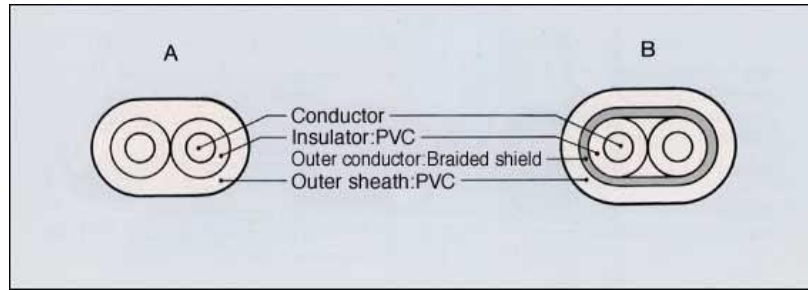 A
B
Conductor
Insulator:PVC
Outer conductor:Braided shield
Outer sheath:PVC